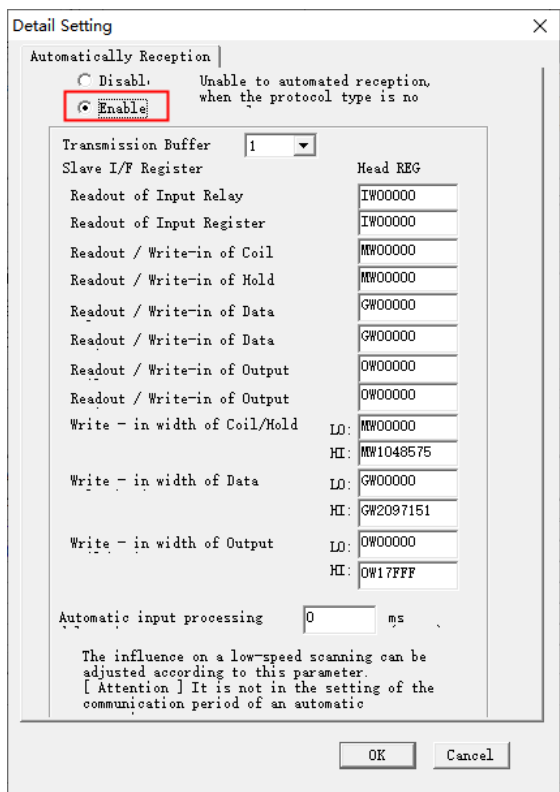 Detail Setting
Automatically Reception
Disabl
Unable to automated reception,
when the protocol type is no
Enable
Transmission Buffer 1
Slave I/F Register Head REG
Readout of Input Relay IW00000
Readout of Input Register IW00000
Readout / Write-in of Coil MW00000
Readout / Write-in of Hold MW00000
Readout / Write-in of Data GW00000
Readout / Write-in of Data GW00000
Readout / Write-in of Output OW00000
Readout / Write-in of Output OW00000
Write - in width of Coil/Hold LO: MW00000
HI: MW1048575
Write - in width of Data LO: GW00000
HI: GW2097151
Write - in width of Output LO: OW00000
HI: OW17FFF
Automatic input processing 0 ms
The influence on a low-speed scanning can be
adjusted according to this parameter.
[ Attention ] It is not in the setting of the
communication period of an automatic
OK Cancel